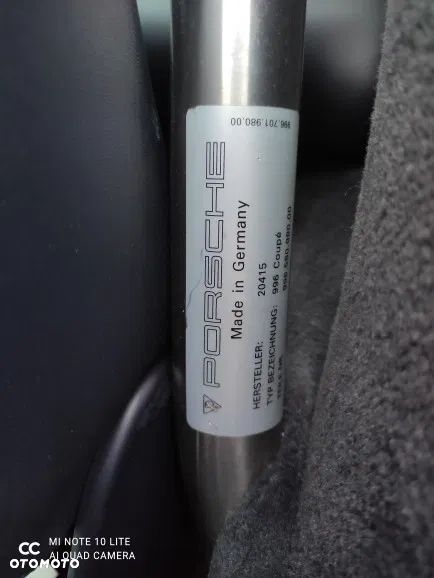 996.701.980.00
PORSCHE
Made in Germany
HERSTELLER: 20415
TYP BEZEICHNUNG: 996 Coupé
MI NOTE 10 LITE
AI QUAD CAMERA
CC
OTOMOTO